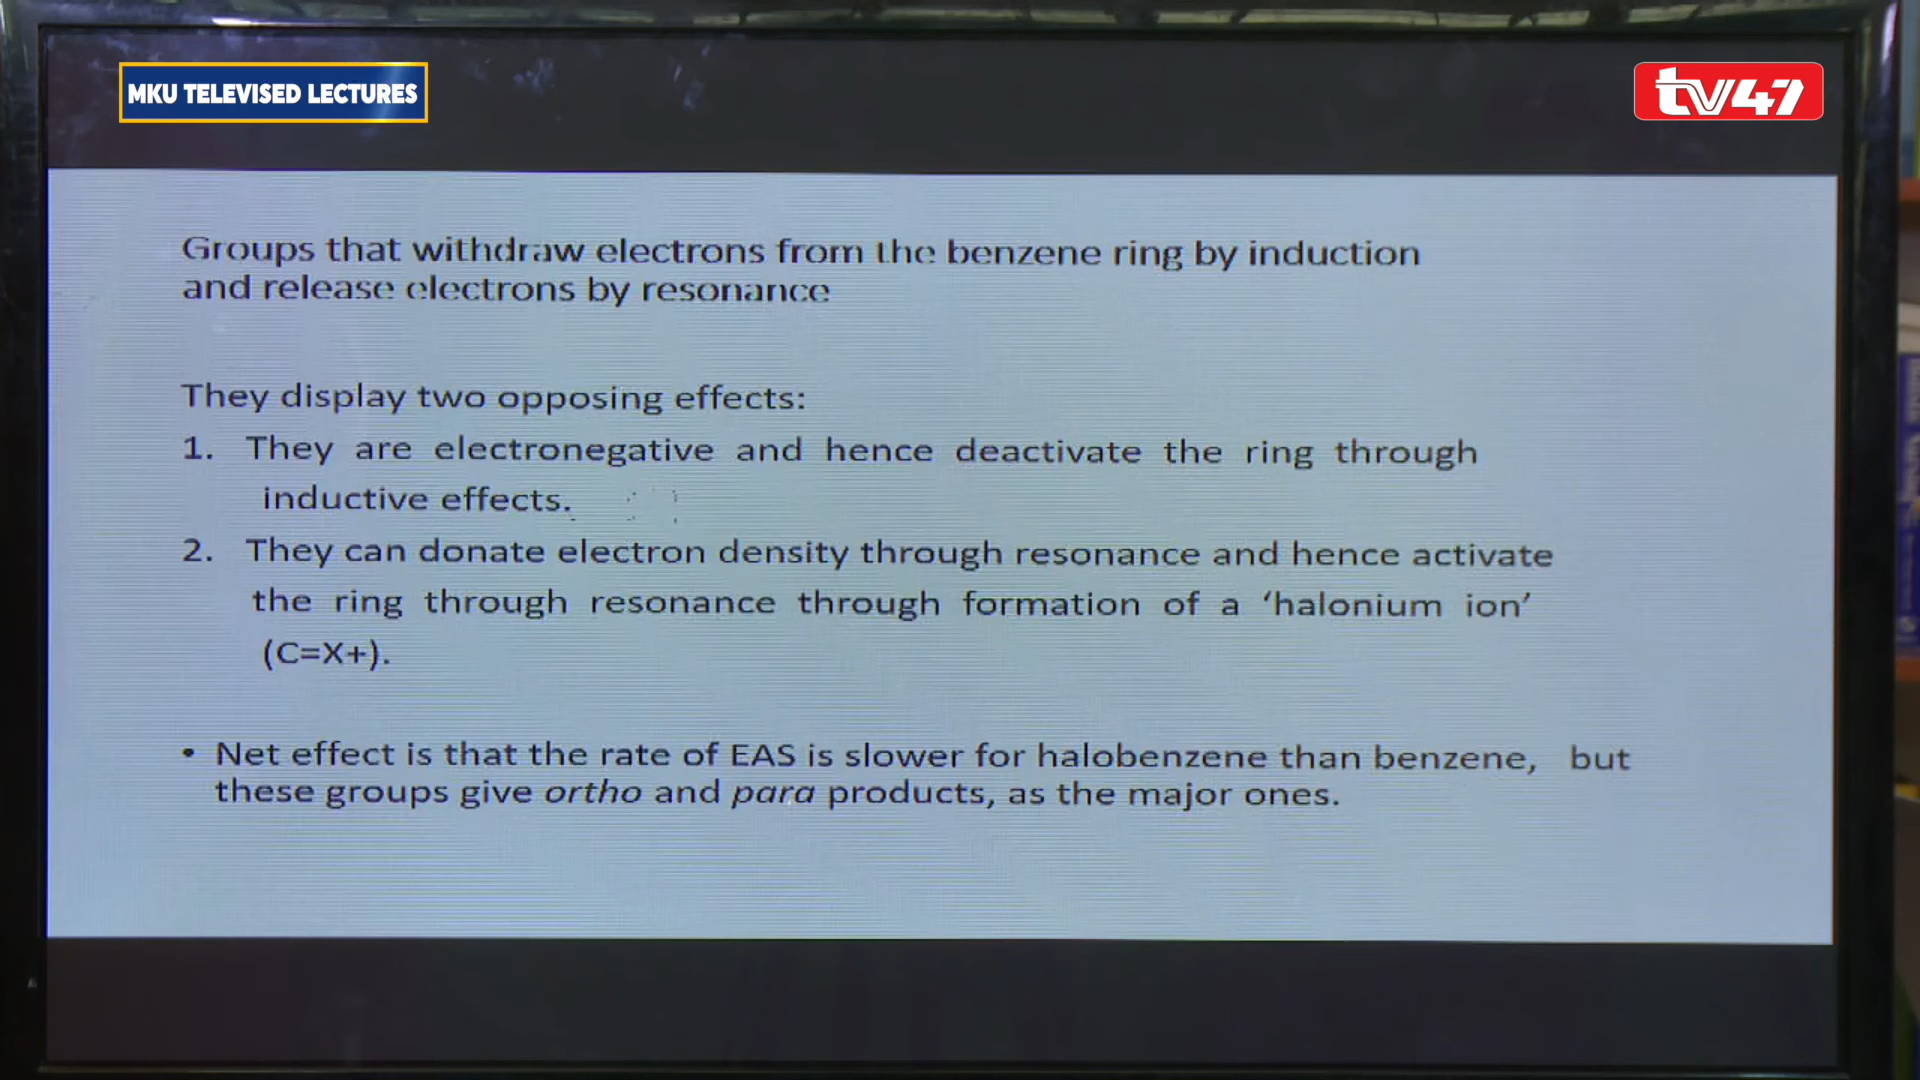 MKU TELEVISED LECTURES
tv47
Groups that withdraw electrons from the benzene ring by induction
and release electrons by resonance
They display two opposing effects:
1. They are electronegative and hence deactivate the ring through
inductive effects.
2. They can donate electron density through resonance and hence activate
the ring through resonance through formation of a ‘halonium ion’
(C=X+).
• Net effect is that the rate of EAS is slower for halobenzene than benzene, but
these groups give ortho and para products, as the major ones.